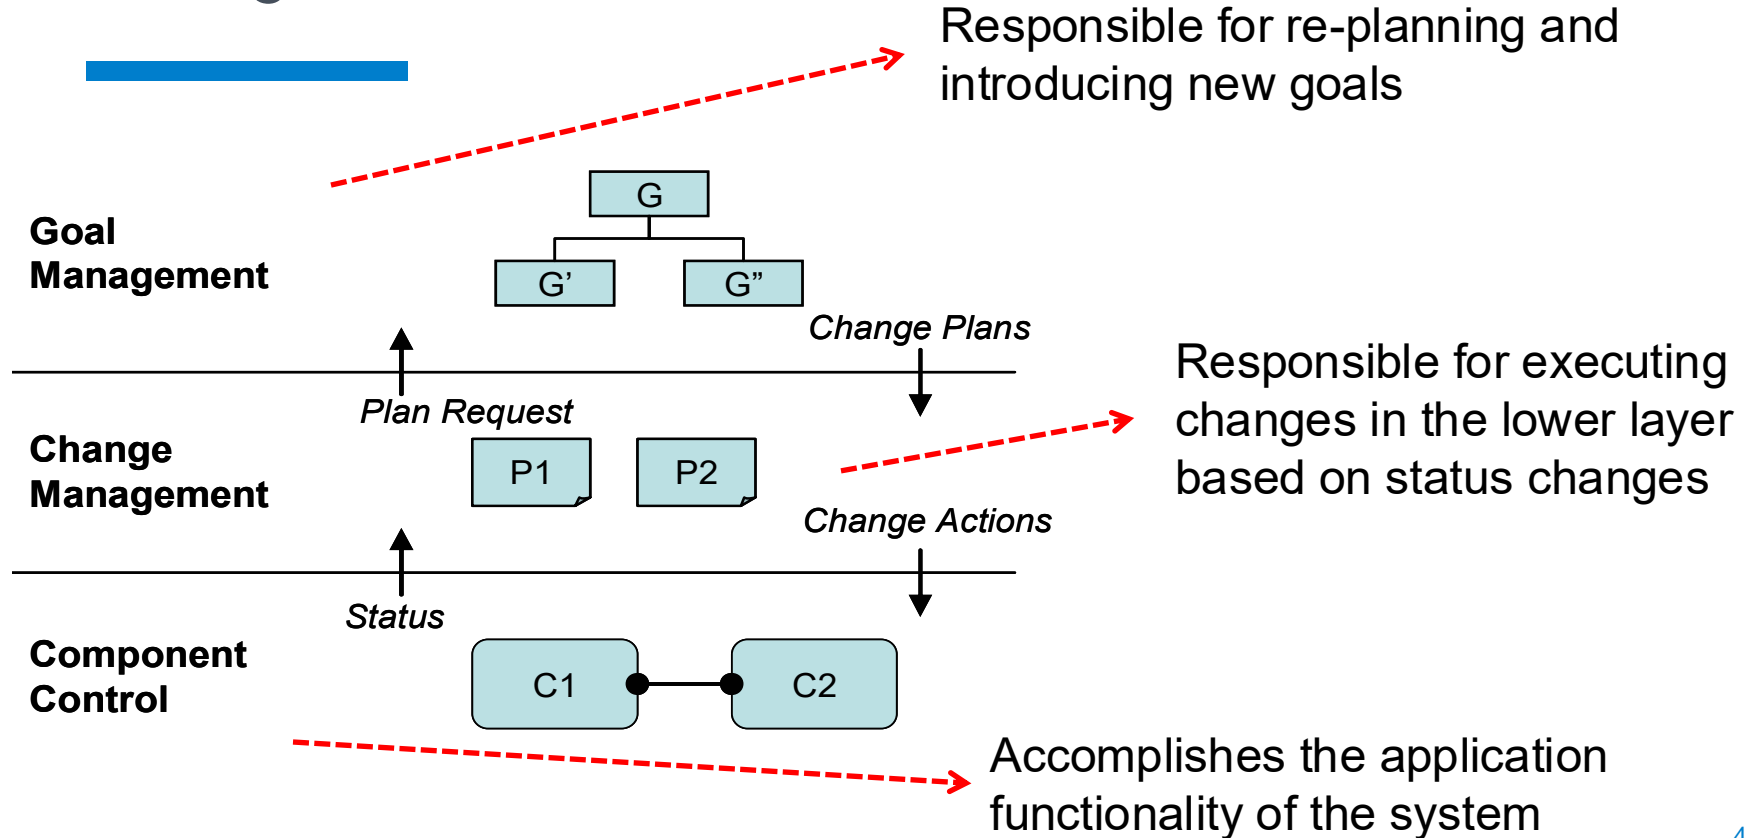 Responsible for re-planning and
introducing new goals
G
Goal
Management
G’
G”
Change Plans
Plan Request
Responsible for executing
changes in the lower layer
based on status changes
Change
Management
P1
P2
Change Actions
Status
Component
Control
C1
C2
Accomplishes the application
functionality of the system